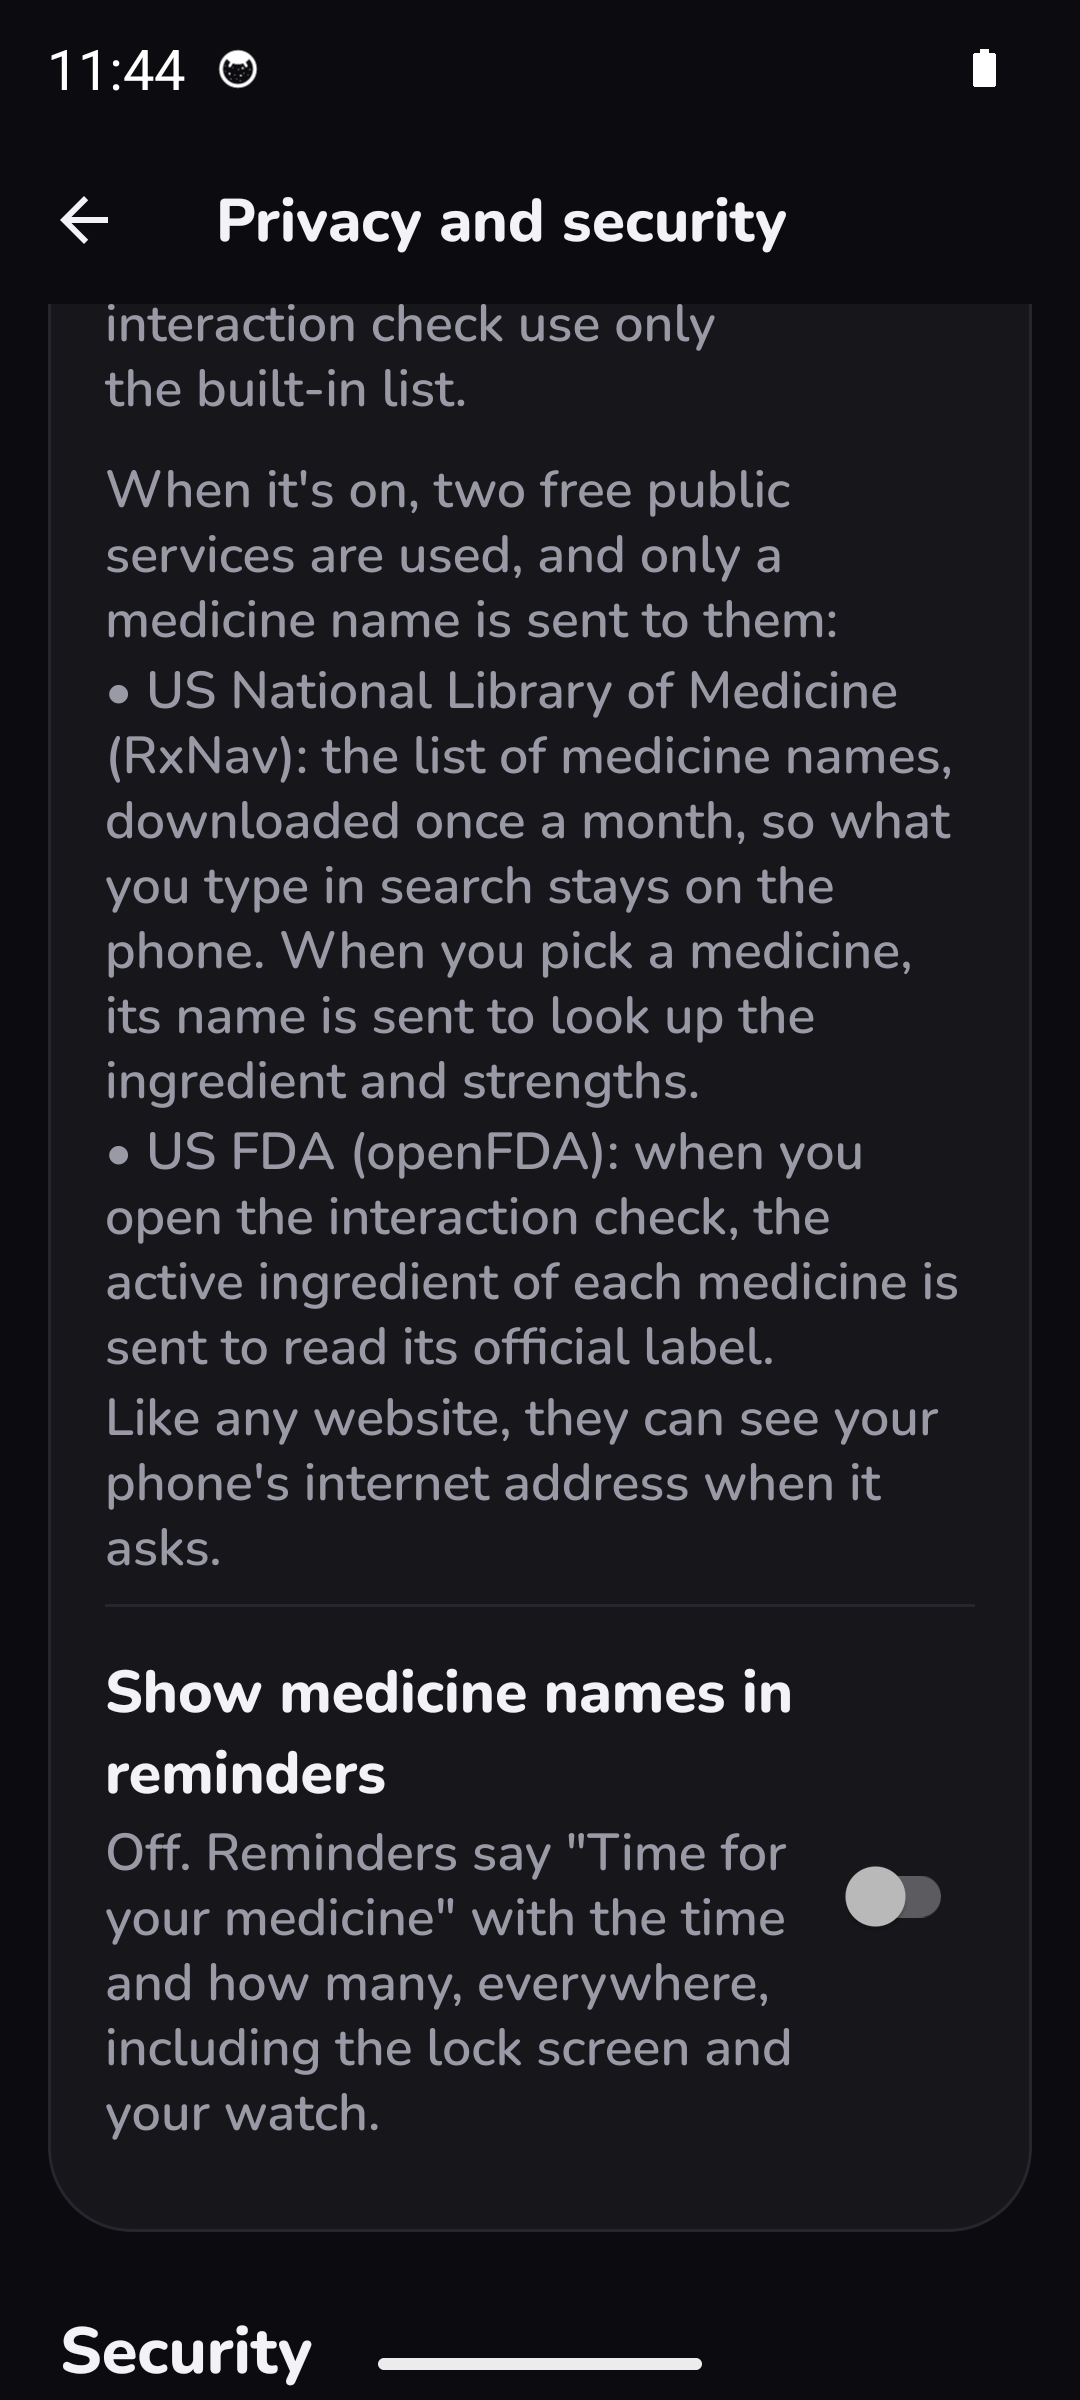 11:44
Privacy and security
interaction check use only
the built-in list.
When it's on, two free public
services are used, and only a
medicine name is sent to them:
• US National Library of Medicine
(RxNav): the list of medicine names,
downloaded once a month, so what
you type in search stays on the
phone. When you pick a medicine,
its name is sent to look up the
ingredient and strengths.
• US FDA (openFDA): when you
open the interaction check, the
active ingredient of each medicine is
sent to read its official label.
Like any website, they can see your
phone's internet address when it
asks.
Show medicine names in
reminders
Off. Reminders say "Time for
your medicine" with the time
and how many, everywhere,
including the lock screen and
your watch.
Security